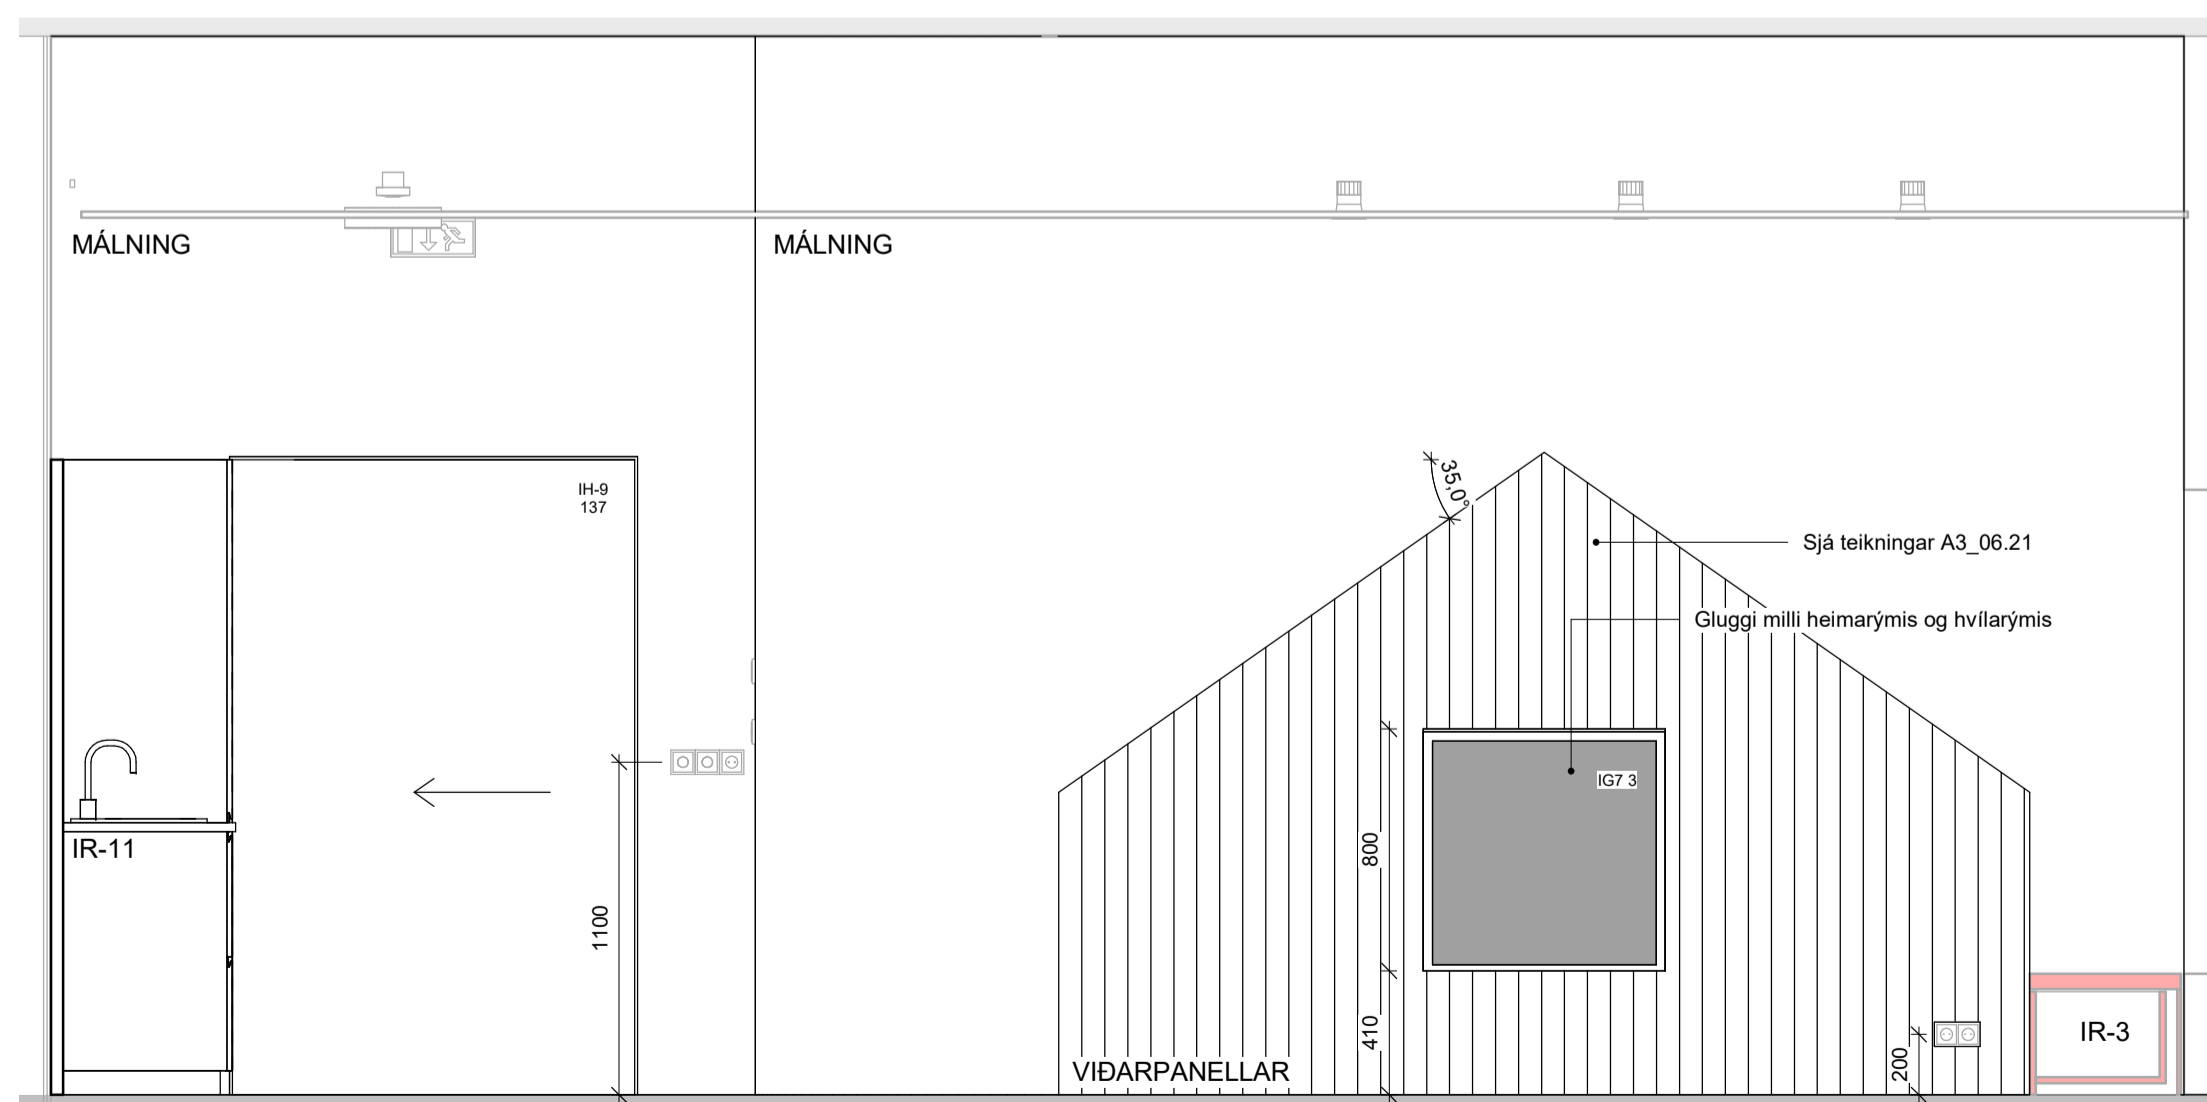 MÁLNING
MÁLNING
IH-9
137
35,0°
Sjá teikningar A3_06.21
Gluggi milli heimarýmis og hvílarýmis
IG7 3
IR-11
800
1100
410
200
IR-3
VIÐARPANELLAR